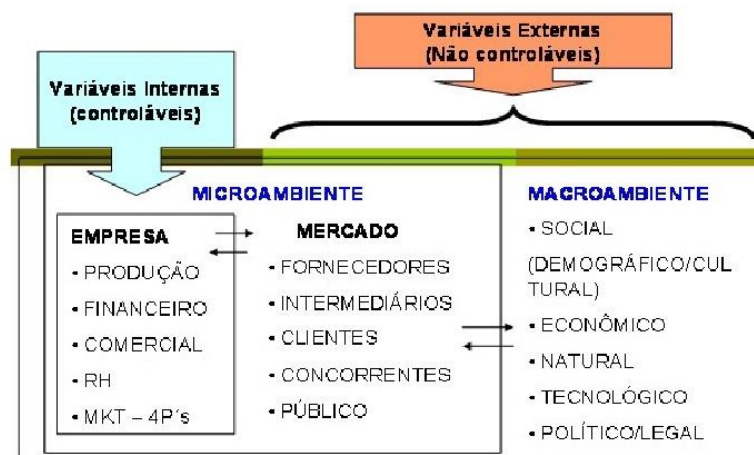 Variáveis Externas
(Não controláveis)
Variáveis Internas
(controláveis)
MICROAMBIENTE
EMPRESA
• PRODUÇÃO
• FINANCEIRO
• COMERCIAL
• RH
• MKT – 4P´s
MERCADO
• FORNECEDORES
• INTERMEDIÁRIOS
• CLIENTES
• CONCORRENTES
• PÚBLICO
MACROAMBIENTE
• SOCIAL
(DEMOGRÁFICO/CUL
TURAL)
• ECONÔMICO
• NATURAL
• TECNOLÓGICO
• POLÍTICO/LEGAL